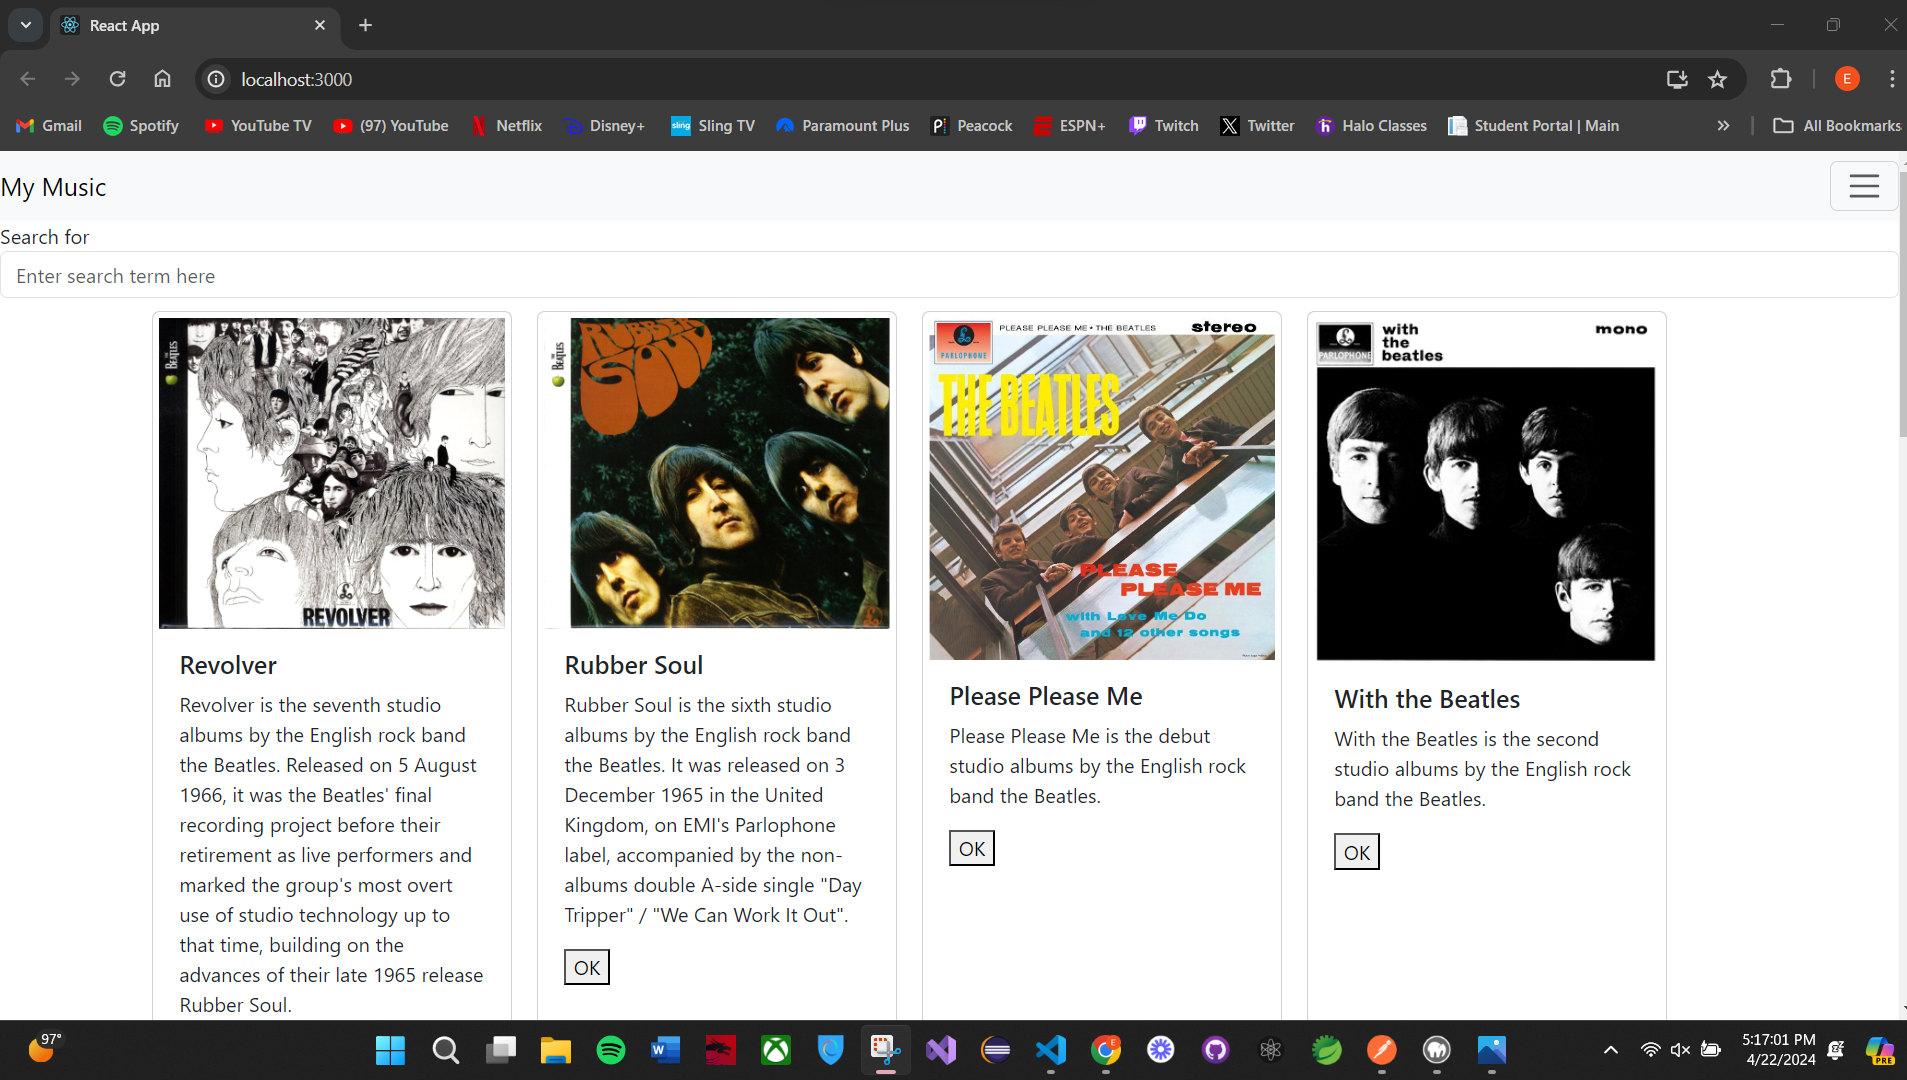 React App
localhost:3000
E
Gmail
Spotify
YouTube TV
(97) YouTube
Netflix
Disney+
sling
Sling TV
Paramount Plus
Peacock
ESPN+
Twitch
Twitter
Halo Classes
Student Portal | Main
All Bookmarks
My Music
Search for
Enter search term here
THE BEATLES
REVOLVER
Revolver
Revolver is the seventh studio
albums by the English rock band
the Beatles. Released on 5 August
1966, it was the Beatles' final
recording project before their
retirement as live performers and
marked the group's most overt
use of studio technology up to
that time, building on the
advances of their late 1965 release
Rubber Soul.
THE BEATLES
RUBBER
SOUL
Rubber Soul
Rubber Soul is the sixth studio
albums by the English rock band
the Beatles. It was released on 3
December 1965 in the United
Kingdom, on EMI's Parlophone
label, accompanied by the non-
albums double A-side single "Day
Tripper" / "We Can Work It Out".
OK
PARLOPHONE
PLEASE PLEASE ME • THE BEATLES
stereo
THE BEATLES
PLEASE
PLEASE ME
with Love Me Do
and 12 other songs
Please Please Me
Please Please Me is the debut
studio albums by the English rock
band the Beatles.
OK
PARLOPHONE
with
the
beatles
mono
With the Beatles
With the Beatles is the second
studio albums by the English rock
band the Beatles.
OK
97°
5:17:01 PM
4/22/2024
PRE